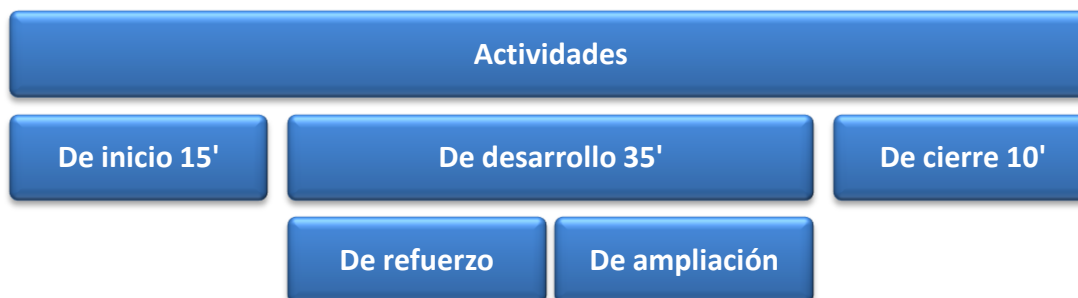 Actividades
De inicio 15'
De desarrollo 35'
De cierre 10'
De refuerzo
De ampliación